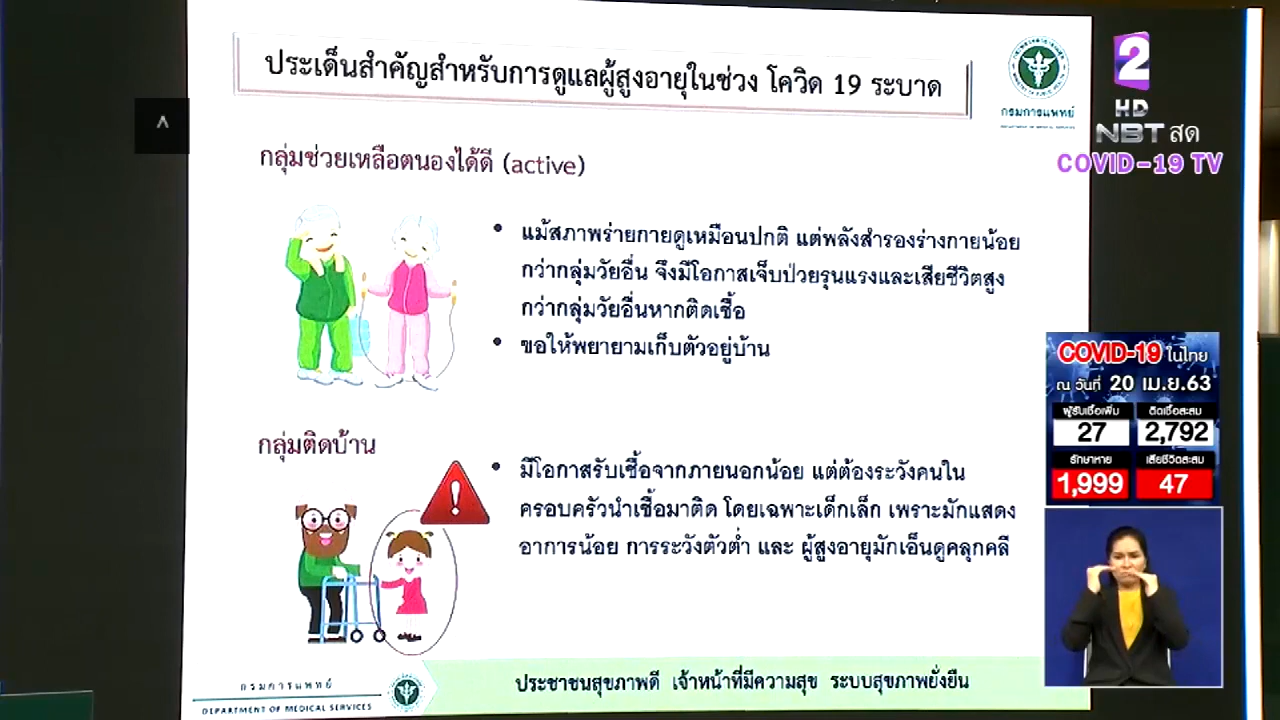 ประเด็นสำคัญสำหรับการดูแลผู้สูงอายุในช่วง โควิด 19 ระบาด
กรมการแพทย์
2
HD
NBT สด
COVID-19 TV
กลุ่มช่วยเหลือตนองได้ดี (active)
• แม้สภาพร่ายกายดูเหมือนปกติ แต่พลังสำรองร่างกายน้อย
กว่ากลุ่มวัยอื่น จึงมีโอกาสเจ็บป่วยรุนแรงและเสียชีวิตสูง
กว่ากลุ่มวัยอื่นหากติดเชื้อ
• ขอให้พยายามเก็บตัวอยู่บ้าน
กลุ่มติดบ้าน
• มีโอกาสรับเชื้อจากภายนอกน้อย แต่ต้องระวังคนใน
ครอบครัวนำเชื้อมาติด โดยเฉพาะเด็กเล็ก เพราะมักแสดง
อาการน้อย การระวังตัวต่ำ และ ผู้สูงอายุมักเอ็นดูคลุกคลี
COVID-19 ในไทย
ณ วันที่ 20 เม.ย.63
ผู้รับเชื้อเพิ่ม ติดเชื้อสะสม
27 2,792
รักษาหาย เสียชีวิตสะสม
1,999 47
กรมการแพทย์
DEPARTMENT OF MEDICAL SERVICES
ประชาชนสุขภาพดี เจ้าหน้าที่มีความสุข ระบบสุขภาพยั่งยืน